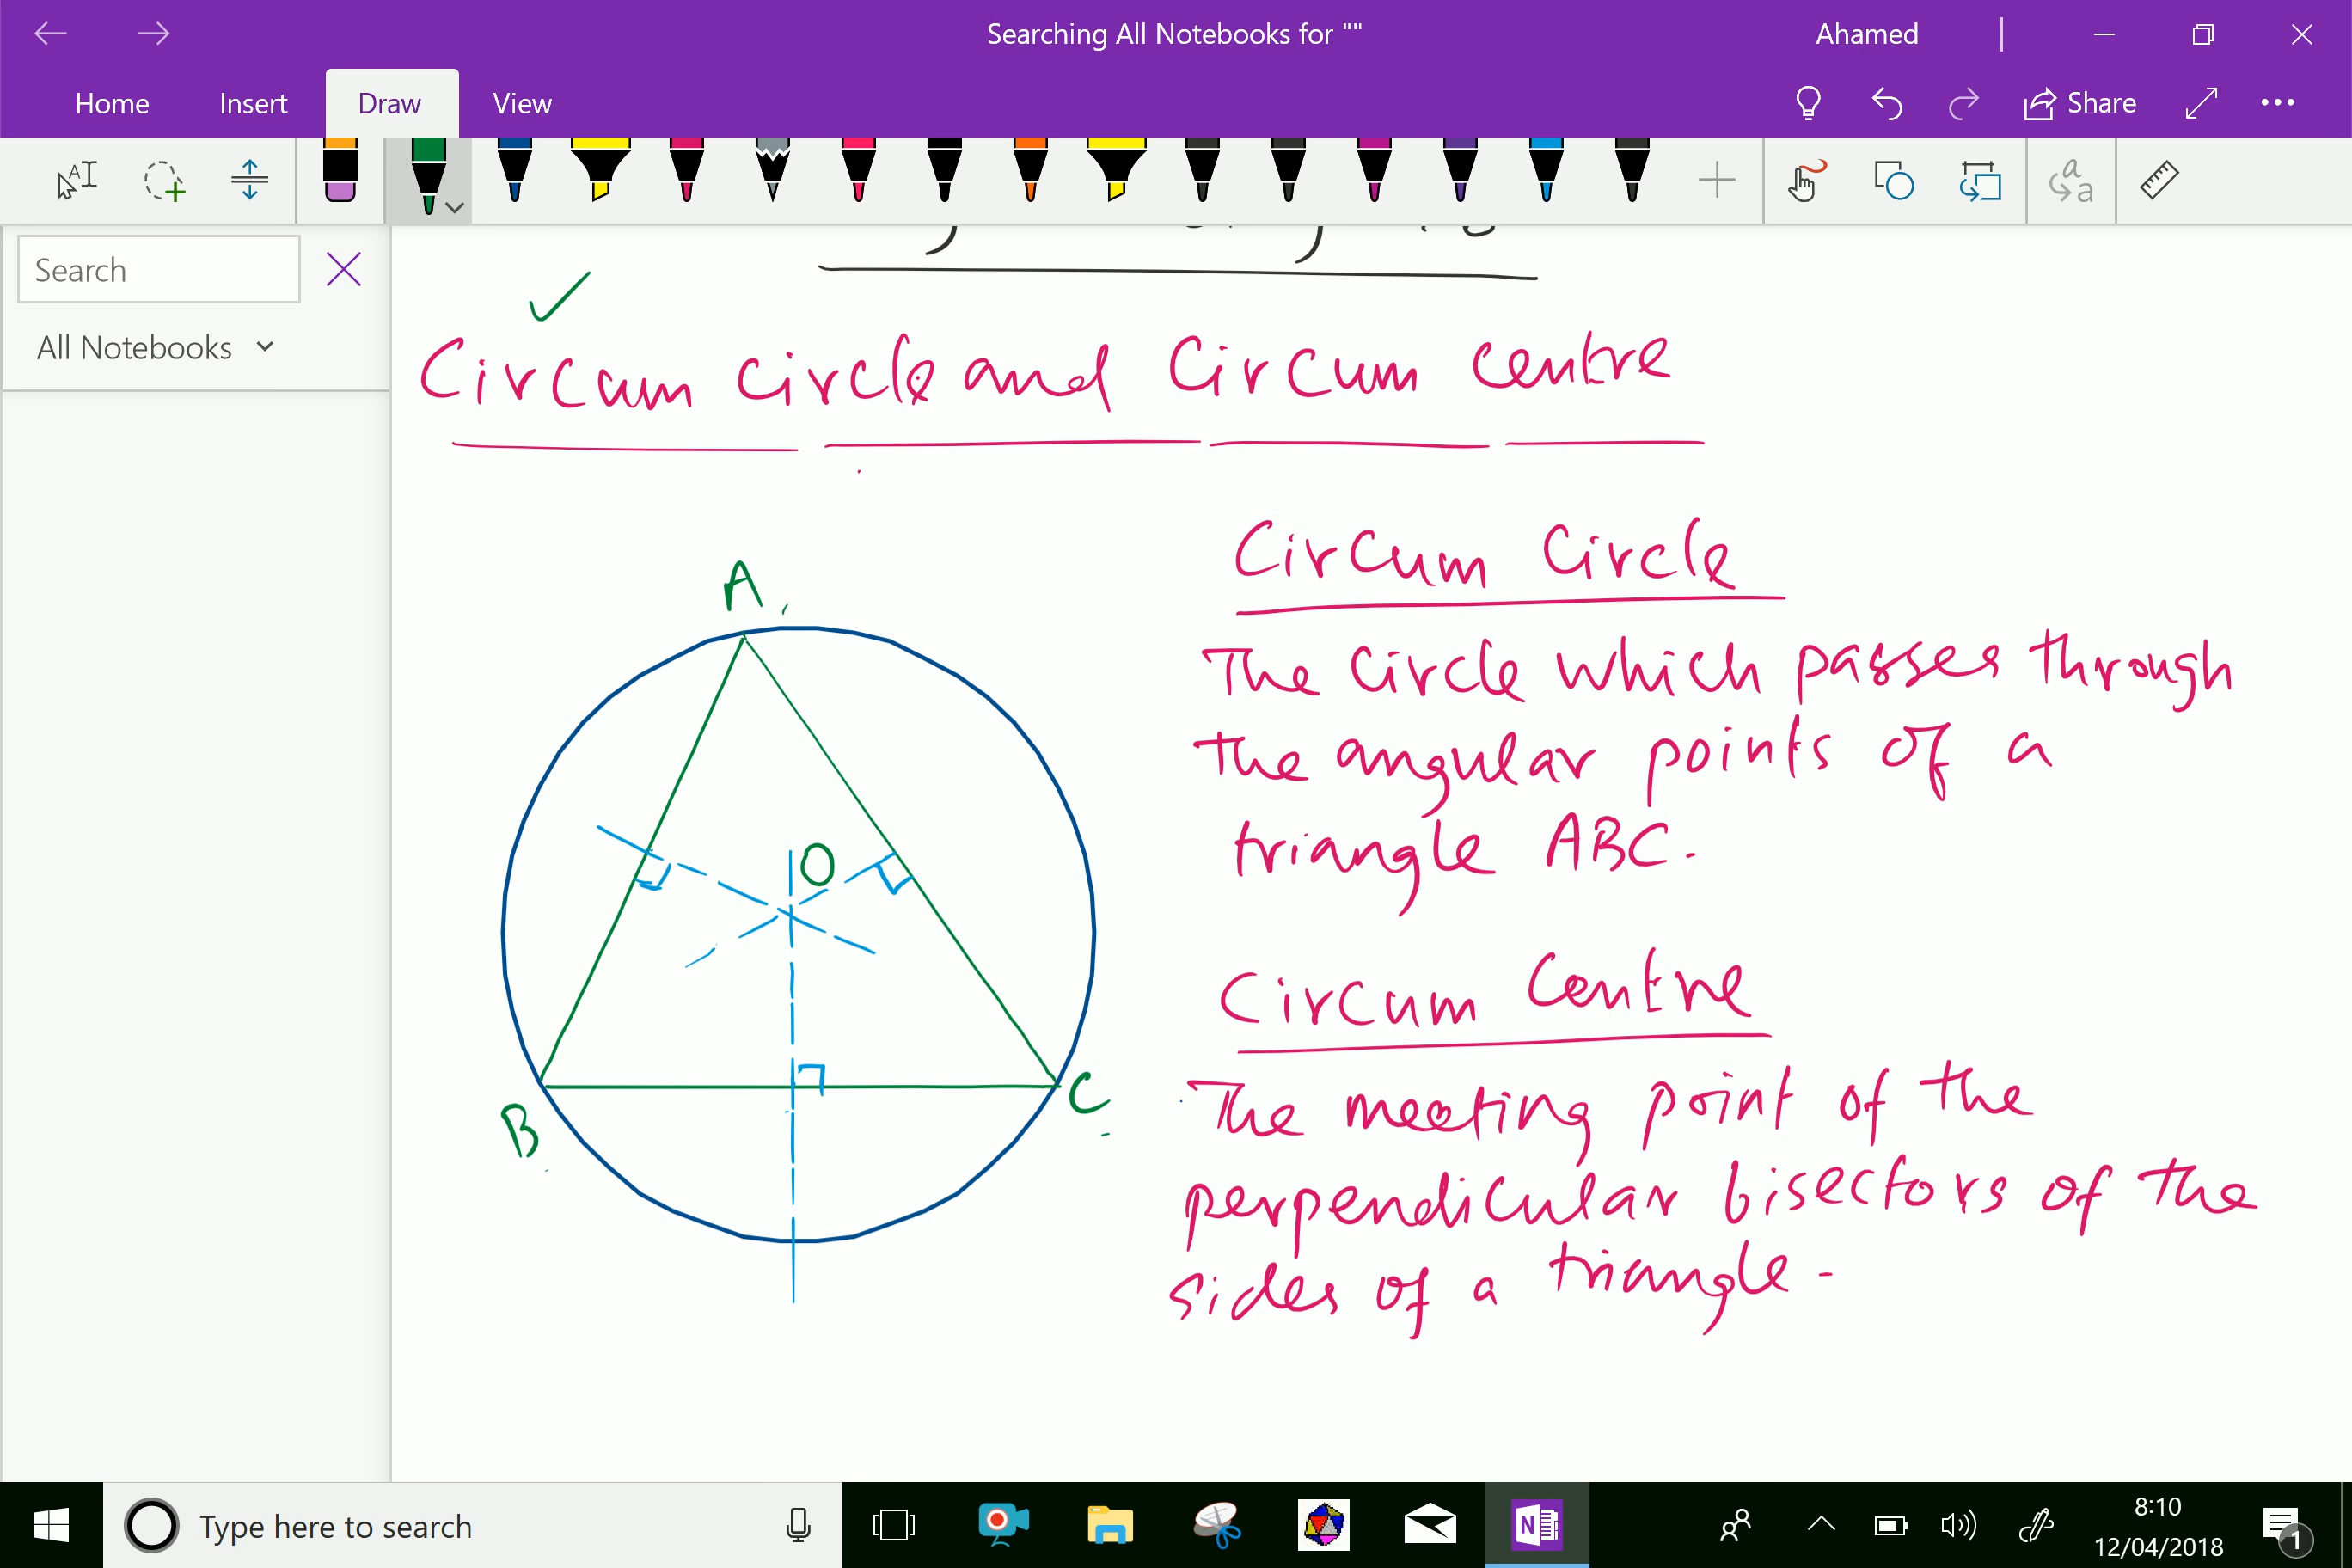 Searching All Notebooks for ""
Ahamed
Home Insert Draw View
Share
Search
All Notebooks
Circum circle and Circum centre
A
O
B
C
Circum Circle
The Circle which passes through
the angular points of a
triangle ABC.
Circum Centre
The meeting point of the
perpendicular bisectors of the
sides of a triangle.
Type here to search
N
8:10
12/04/2018
1